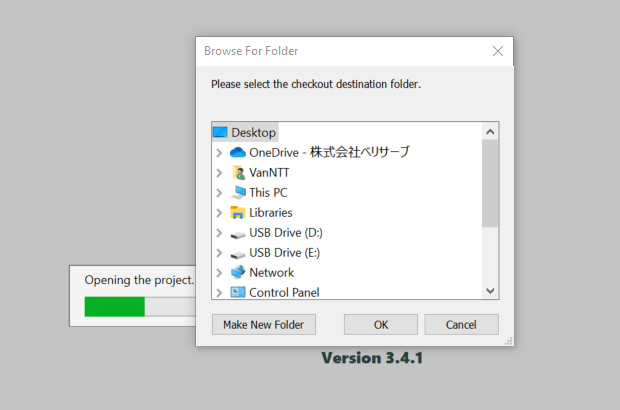 Browse For Folder
Please select the checkout destination folder.
Desktop
OneDrive - 株式会社ベリサーブ
VanNTT
This PC
Libraries
USB Drive (D:)
USB Drive (E:)
Network
Control Panel
Opening the project.
Make New Folder
OK
Cancel
Version 3.4.1